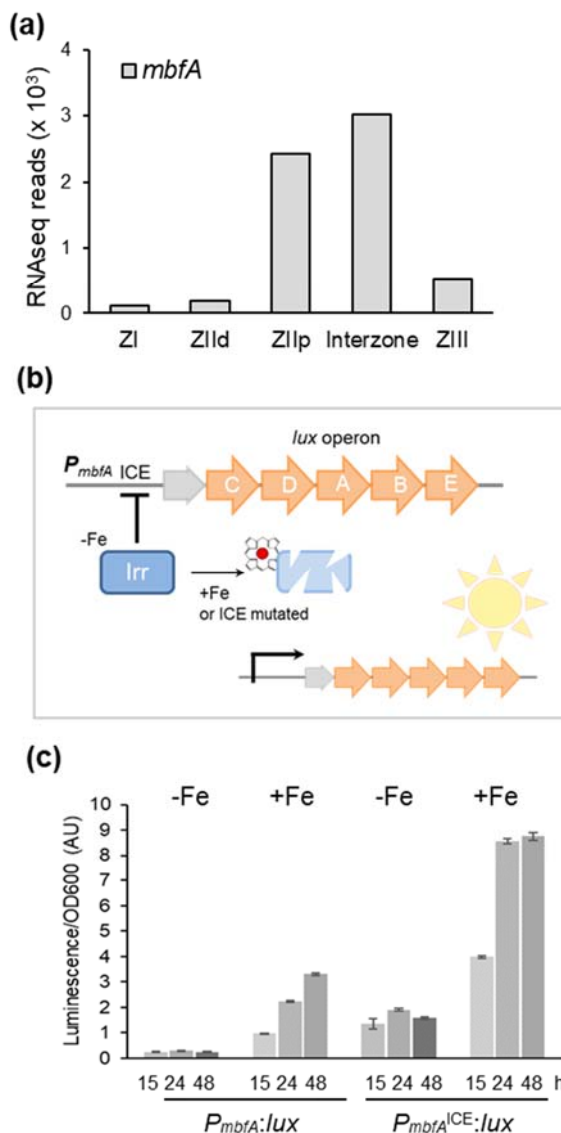 (a)
mbfA
RNAseq reads (x 10³)
4
3
2
1
0
ZI ZIId ZIIp Interzone ZIII
(b)
lux operon
PmbfA ICE
C D A B E
-Fe
Irr
+Fe
or ICE mutated
(c)
-Fe +Fe -Fe +Fe
Luminescence/OD600 (AU)
10
9
8
7
6
5
4
3
2
1
0
15 24 48 15 24 48 15 24 48 15 24 48 h
PmbfA:lux PmbfAᴵᶜᴱ:lux